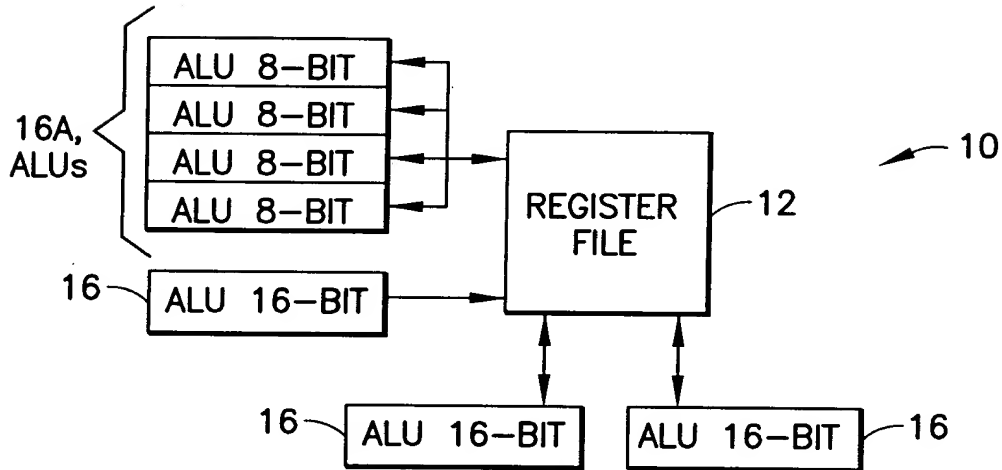 ALU 8-BIT
ALU 8-BIT
ALU 8-BIT
ALU 8-BIT
16A,
ALUs
10
REGISTER
FILE
12
16
ALU 16-BIT
16
ALU 16-BIT
ALU 16-BIT
16